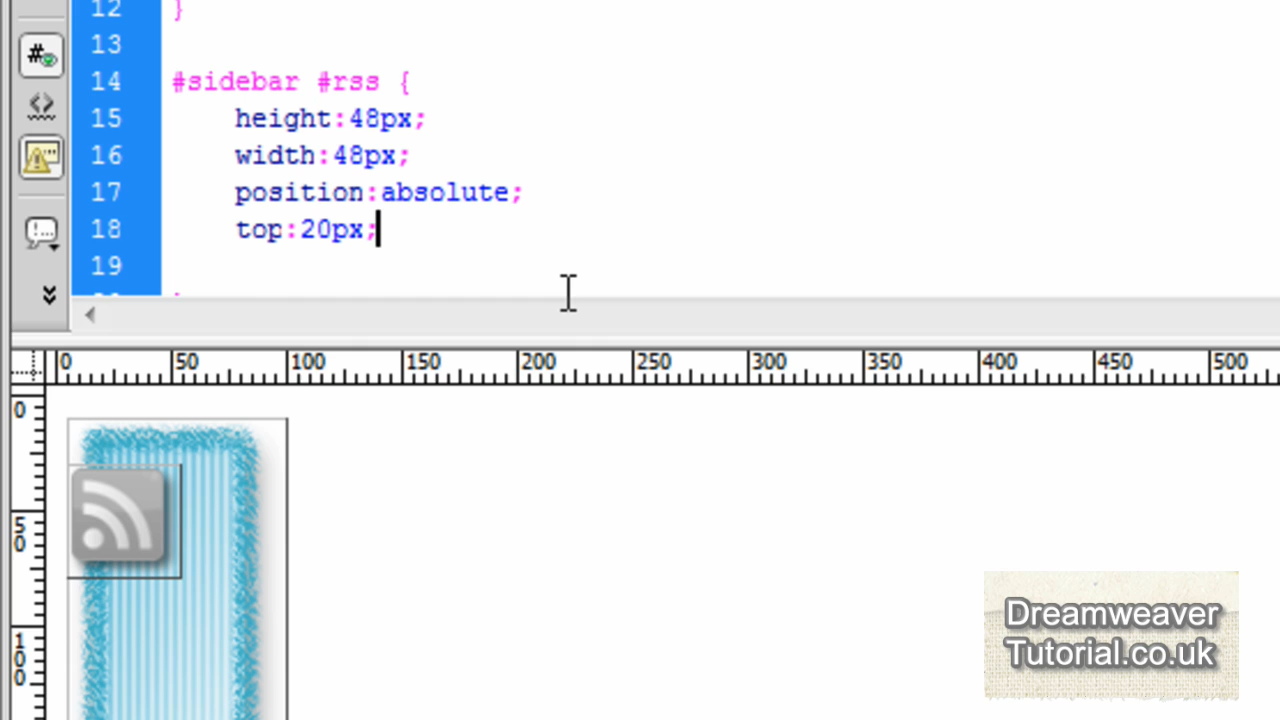 12 }
13
14 #sidebar #rss {
15 height:48px;
16 width:48px;
17 position:absolute;
18 top:20px;
19
0 50 100 150 200 250 300 350 400 450 500
0
50
100
Dreamweaver
Tutorial.co.uk